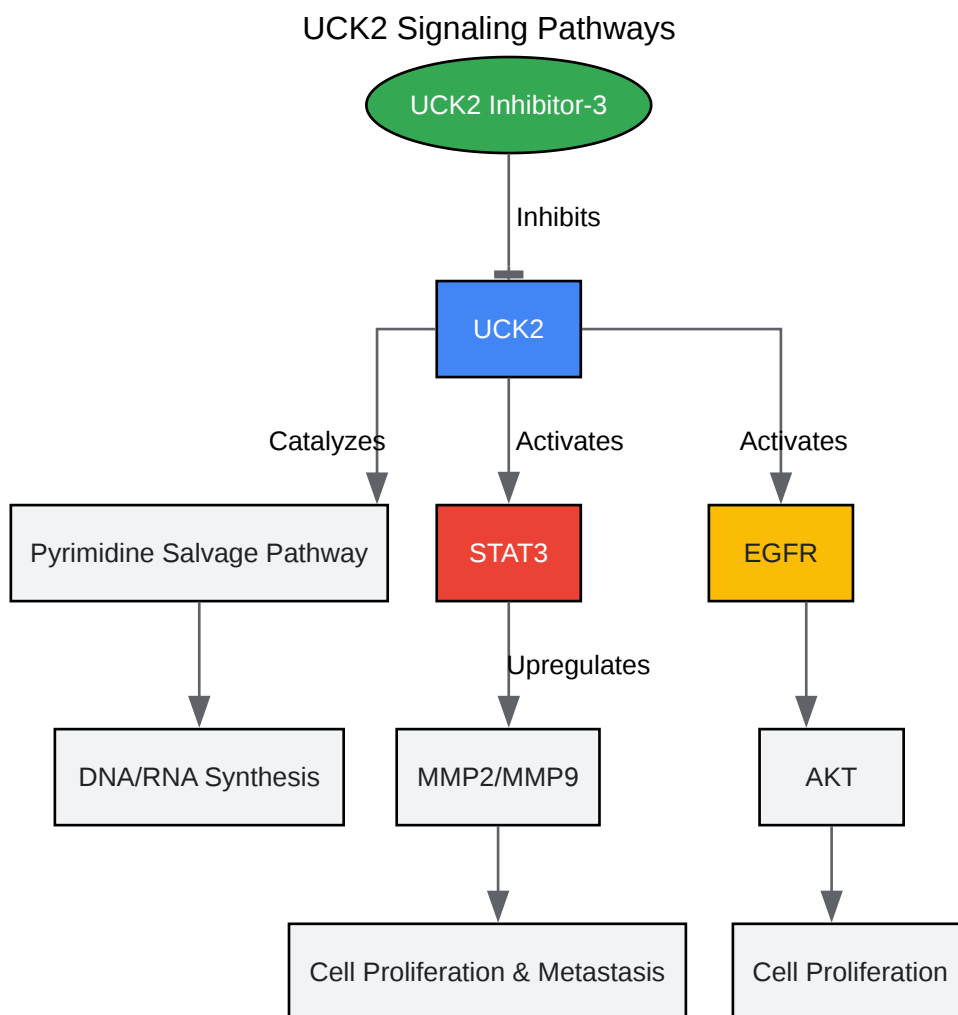 UCK2 Signaling Pathways
UCK2 Inhibitor-3
Inhibits
UCK2
Catalyzes
Activates
Activates
Pyrimidine Salvage Pathway
STAT3
EGFR
Upregulates
DNA/RNA Synthesis
MMP2/MMP9
AKT
Cell Proliferation & Metastasis
Cell Proliferation